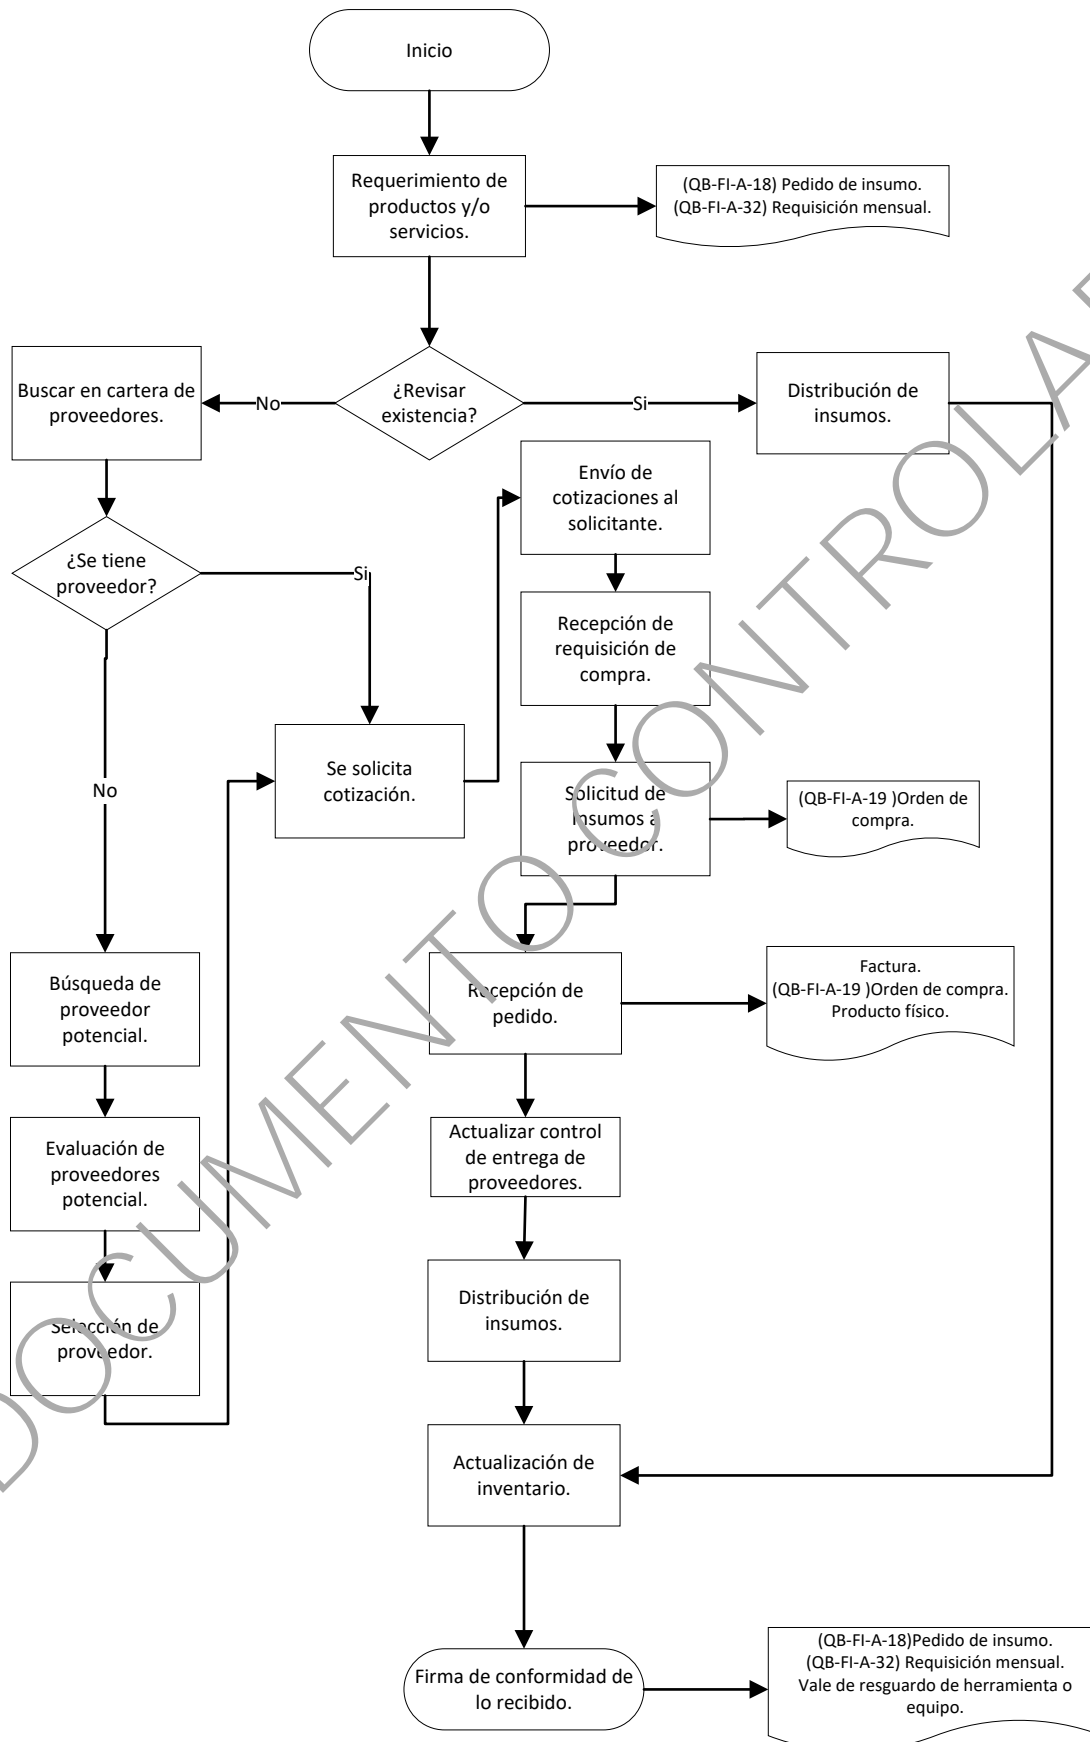 Inicio
Requerimiento de
productos y/o
servicios.
(QB-FI-A-18) Pedido de insumo.
(QB-FI-A-32) Requisición mensual.
Buscar en cartera de
proveedores.
No
¿Revisar
existencia?
Si
Distribución de
insumos.
Envío de
cotizaciones al
solicitante.
¿Se tiene
proveedor?
Si
Recepción de
requisición de
compra.
Se solicita
cotización.
No
Solicitud de
insumos a
proveedor.
(QB-FI-A-19 )Orden de
compra.
Búsqueda de
proveedor
potencial.
Recepción de
pedido.
Factura.
(QB-FI-A-19 )Orden de compra.
Producto físico.
Evaluación de
proveedores
potencial.
Actualizar control
de entrega de
proveedores.
Selección de
proveedor.
Distribución de
insumos.
Actualización de
inventario.
Firma de conformidad de
lo recibido.
(QB-FI-A-18)Pedido de insumo.
(QB-FI-A-32) Requisición mensual.
Vale de resguardo de herramienta o
equipo.
DOCUMENTO CONTROLA